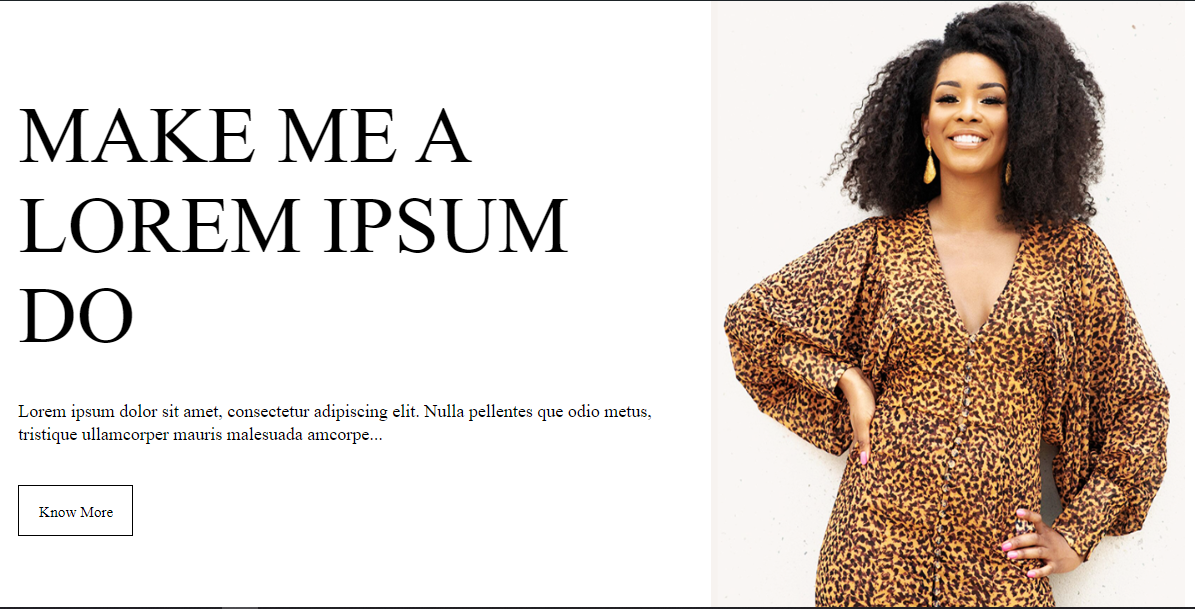 MAKE ME A
LOREM IPSUM
DO
Lorem ipsum dolor sit amet, consectetur adipiscing elit. Nulla pellentes que odio metus,
tristique ullamcorper mauris malesuada amcorpe...
Know More